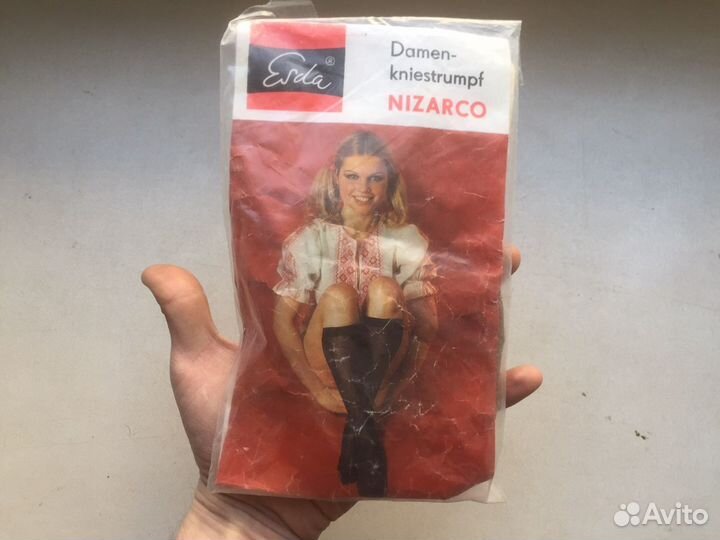 Esda ®
Damen-
kniestrumpf
NIZARCO
Avito